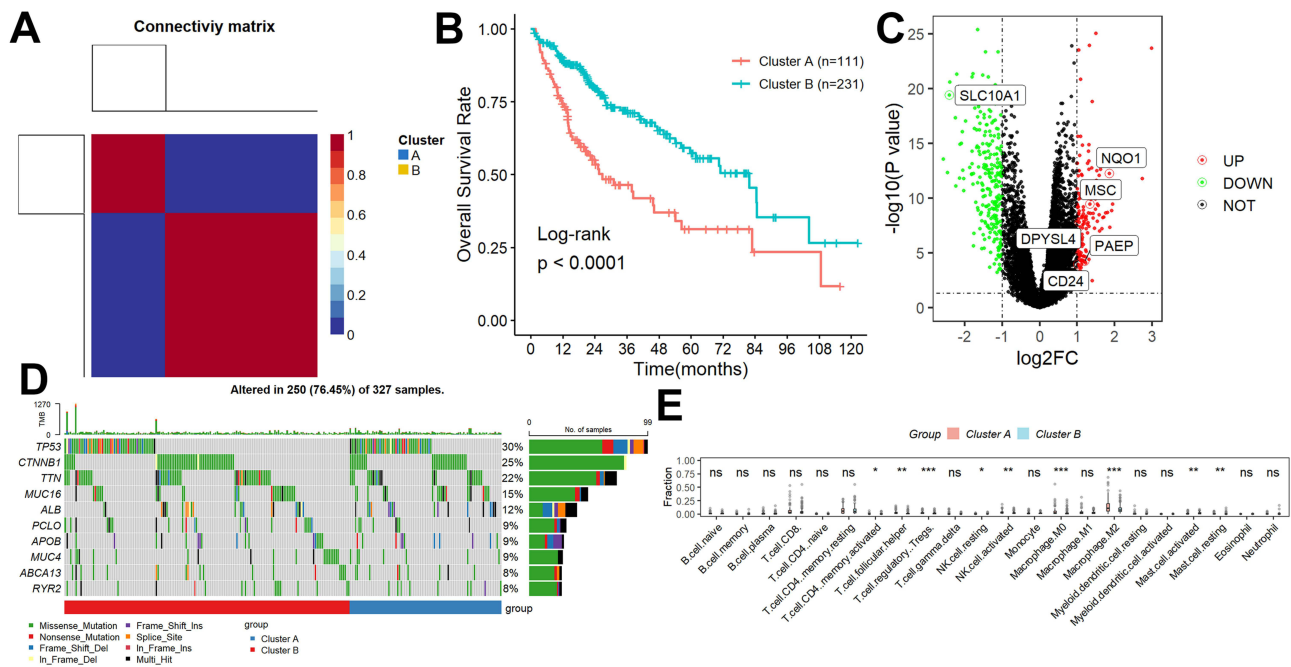 A
Connectiviy matrix
1
0.8
0.6
0.4
0.2
0
Cluster
A
B
B
Overall Survival Rate
1.00
0.75
0.50
0.25
0.00
Cluster A (n=111)
Cluster B (n=231)
Log-rank
p < 0.0001
0 12 24 36 48 60 72 84 96 108 120
Time(months)
C
-log10(P value)
25
20
15
10
5
0
SLC10A1
NQO1
MSC
DPYSL4
PAEP
CD24
-2 -1 0 1 2 3
log2FC
UP
DOWN
NOT
D
Altered in 250 (76.45%) of 327 samples.
TMB
1270
0
0 99
No. of samples
TP53 30%
CTNNB1 25%
TTN 22%
MUC16 15%
ALB 12%
PCLO 9%
APOB 9%
MUC4 9%
ABCA13 8%
RYR2 8%
group
Missense_Mutation
Nonsense_Mutation
Frame_Shift_Del
In_Frame_Del
Frame_Shift_Ins
Splice_Site
In_Frame_Ins
Multi_Hit
group
Cluster A
Cluster B
E
Group Cluster A Cluster B
Fraction
1.00
0.75
0.50
0.25
0.00
ns ns ns ns ns ns * ** *** ns * ** ns *** ns *** ns ns ** ** ns ns
B.cell.naive
B.cell.memory
B.cell.plasma
T.cell.CD8.
T.cell.CD4..naive
T.cell.CD4..memory.resting
T.cell.CD4..memory.activated
T.cell.follicular.helper
T.cell.regulatory..Tregs.
T.cell.gamma.delta
NK.cell.resting
NK.cell.activated
Monocyte
Macrophage.M0
Macrophage.M1
Macrophage.M2
Myeloid.dendritic.cell.resting
Myeloid.dendritic.cell.activated
Mast.cell.activated
Mast.cell.resting
Eosinophil
Neutrophil